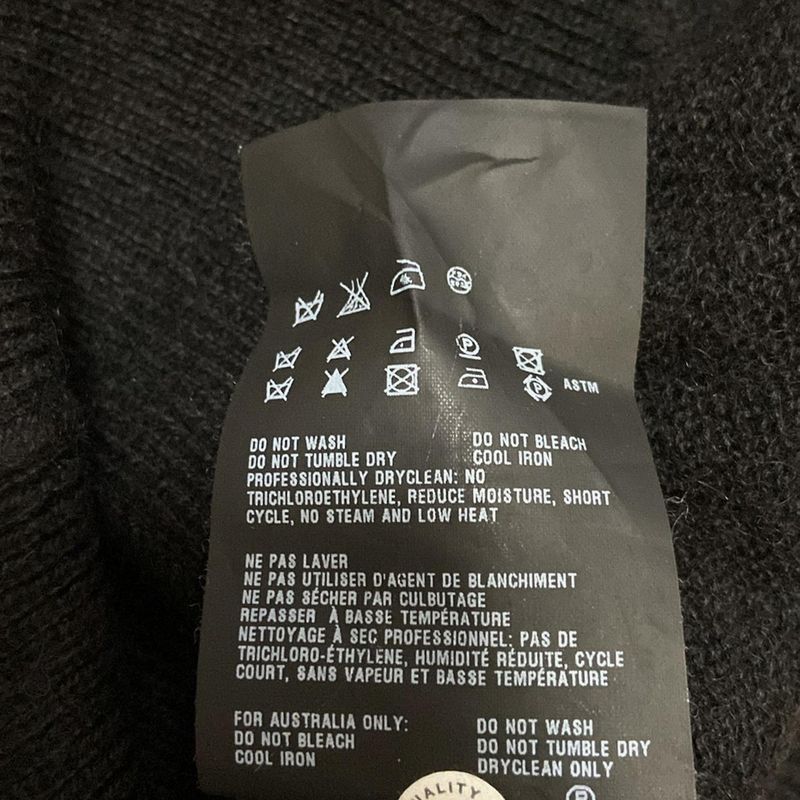 P
P ASTM
DO NOT WASH DO NOT BLEACH
DO NOT TUMBLE DRY COOL IRON
PROFESSIONALLY DRYCLEAN: NO
TRICHLOROETHYLENE, REDUCE MOISTURE, SHORT
CYCLE, NO STEAM AND LOW HEAT
NE PAS LAVER
NE PAS UTILISER D'AGENT DE BLANCHIMENT
NE PAS SÉCHER PAR CULBUTAGE
REPASSER À BASSE TEMPÉRATURE
NETTOYAGE À SEC PROFESSIONNEL: PAS DE
TRICHLORO-ÉTHYLENE, HUMIDITÉ RÉDUITE, CYCLE
COURT, SANS VAPEUR ET BASSE TEMPÉRATURE
FOR AUSTRALIA ONLY: DO NOT WASH
DO NOT BLEACH DO NOT TUMBLE DRY
COOL IRON DRYCLEAN ONLY
P